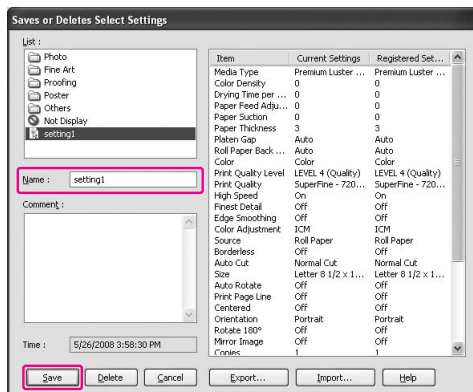 Saves or Deletes Select Settings
List :
Photo
Fine Art
Proofing
Poster
Others
Not Display
setting1
Name :
setting1
Comment :
Time :
5/26/2008 3:58:30 PM
Item Current Settings Registered Set...
Media Type Premium Luster ... Premium Luster ...
Color Density 0 0
Drying Time per ... 0 0
Paper Feed Adju... 0 0
Paper Suction 0 0
Paper Thickness 3 3
Platen Gap Auto Auto
Roll Paper Back ... Auto Auto
Color Color Color
Print Quality Level LEVEL 4 (Quality) LEVEL 4 (Quality)
Print Quality SuperFine - 720... SuperFine - 720...
High Speed On On
Finest Detail Off Off
Edge Smoothing Off Off
Color Adjustment ICM ICM
Source Roll Paper Roll Paper
Borderless Off Off
Auto Cut Normal Cut Normal Cut
Size Letter 8 1/2 x 1... Letter 8 1/2 x 1...
Auto Rotate Off Off
Print Page Line Off Off
Centered Off Off
Orientation Portrait Portrait
Rotate 180° Off Off
Mirror Image Off Off
Copies 1 1
Save Delete Cancel Export... Import... Help